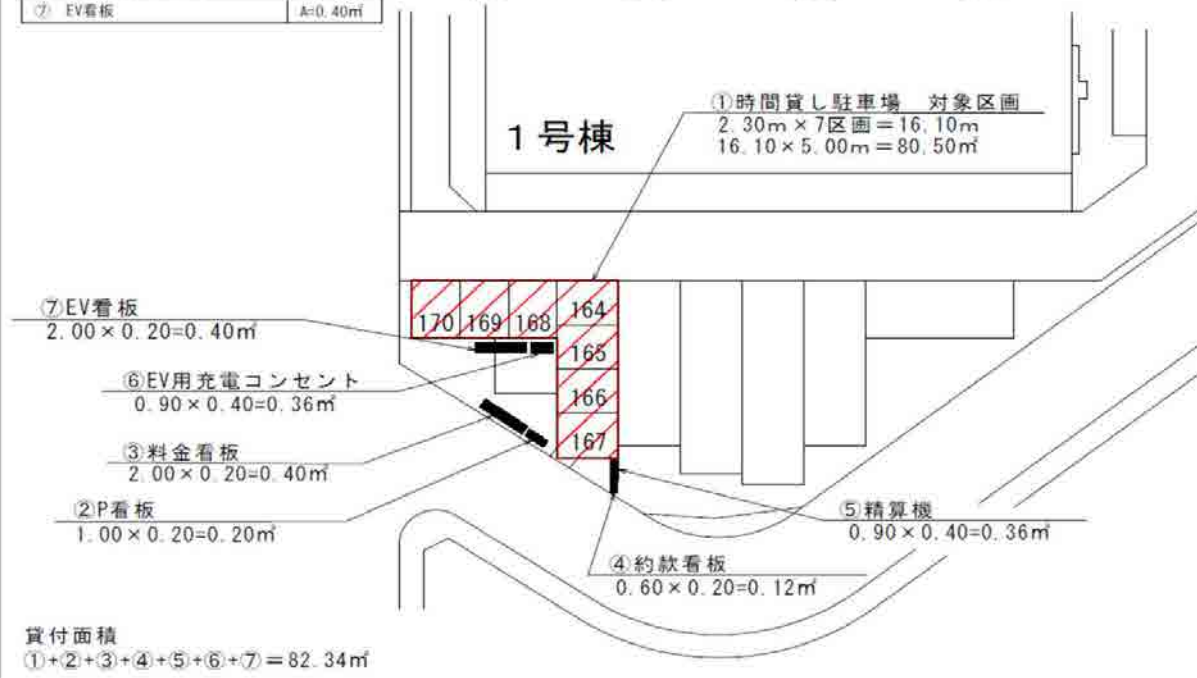 ⑦ EV看板 A=0.40㎡
①時間貸し駐車場 対象区画
2.30m×7区画=16.10m
16.10×5.00m=80.50㎡
1号棟
⑦EV看板
2.00×0.20=0.40㎡
170 169 168 164
165
166
167
⑥EV用充電コンセント
0.90×0.40=0.36㎡
③料金看板
2.00×0.20=0.40㎡
②P看板
1.00×0.20=0.20㎡
⑤精算機
0.90×0.40=0.36㎡
④約款看板
0.60×0.20=0.12㎡
貸付面積
①+②+③+④+⑤+⑥+⑦=82.34㎡